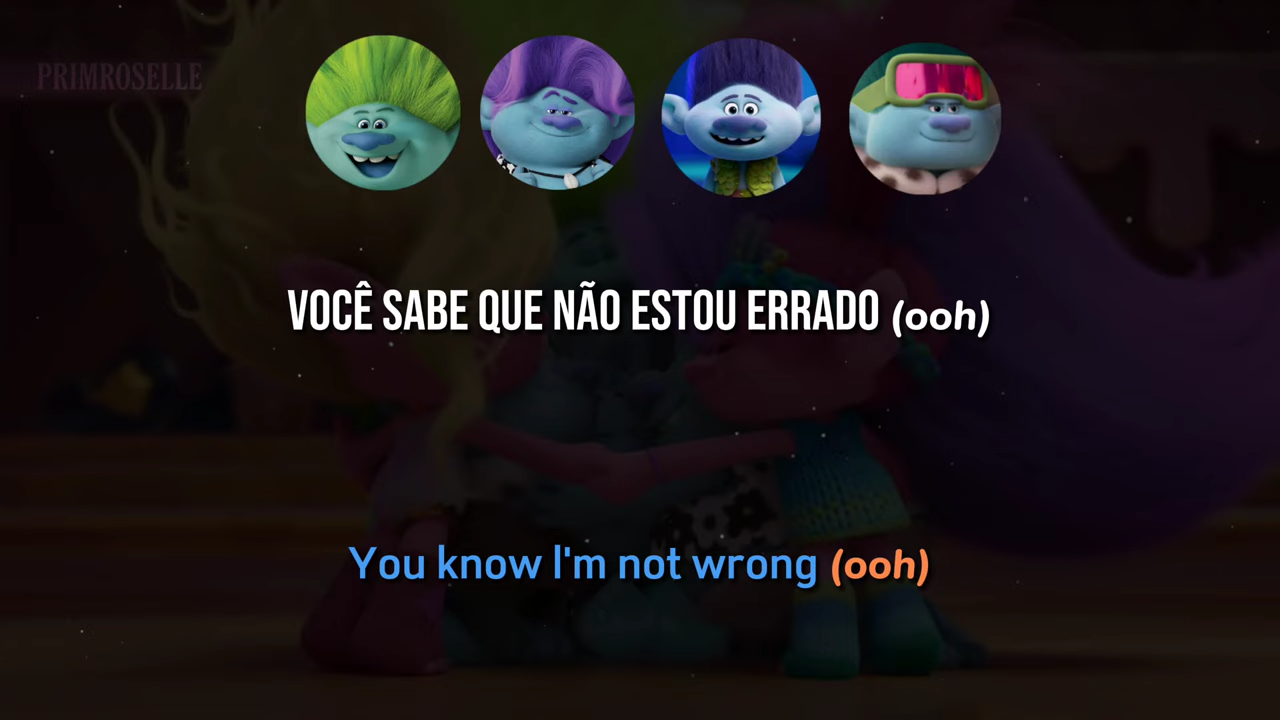 PRIMROSELLE
VOCÊ SABE QUE NÃO ESTOU ERRADO (ooh)
You know I'm not wrong (ooh)